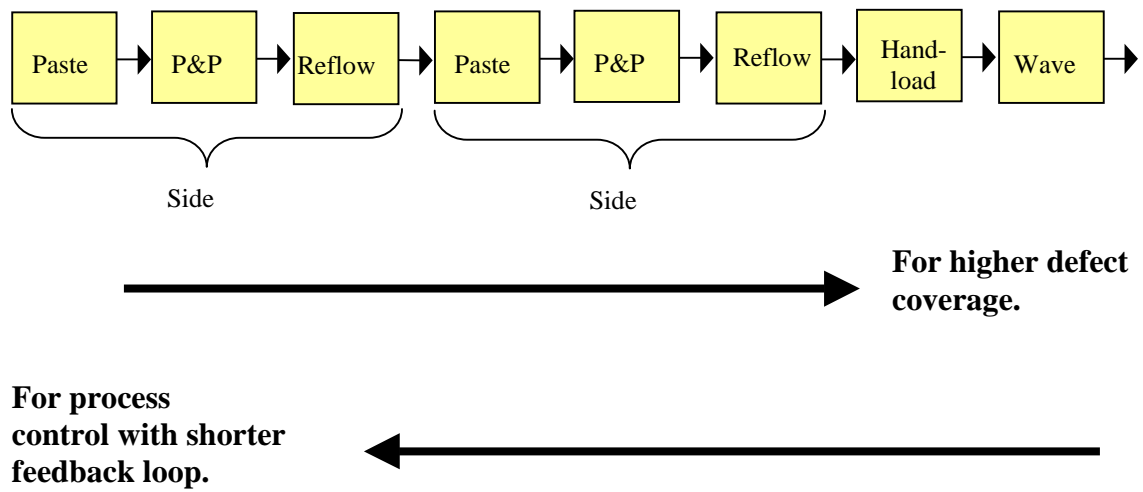 Paste
P&P
Reflow
Paste
P&P
Reflow
Hand-
load
Wave
Side
Side
For higher defect
coverage.
For process
control with shorter
feedback loop.